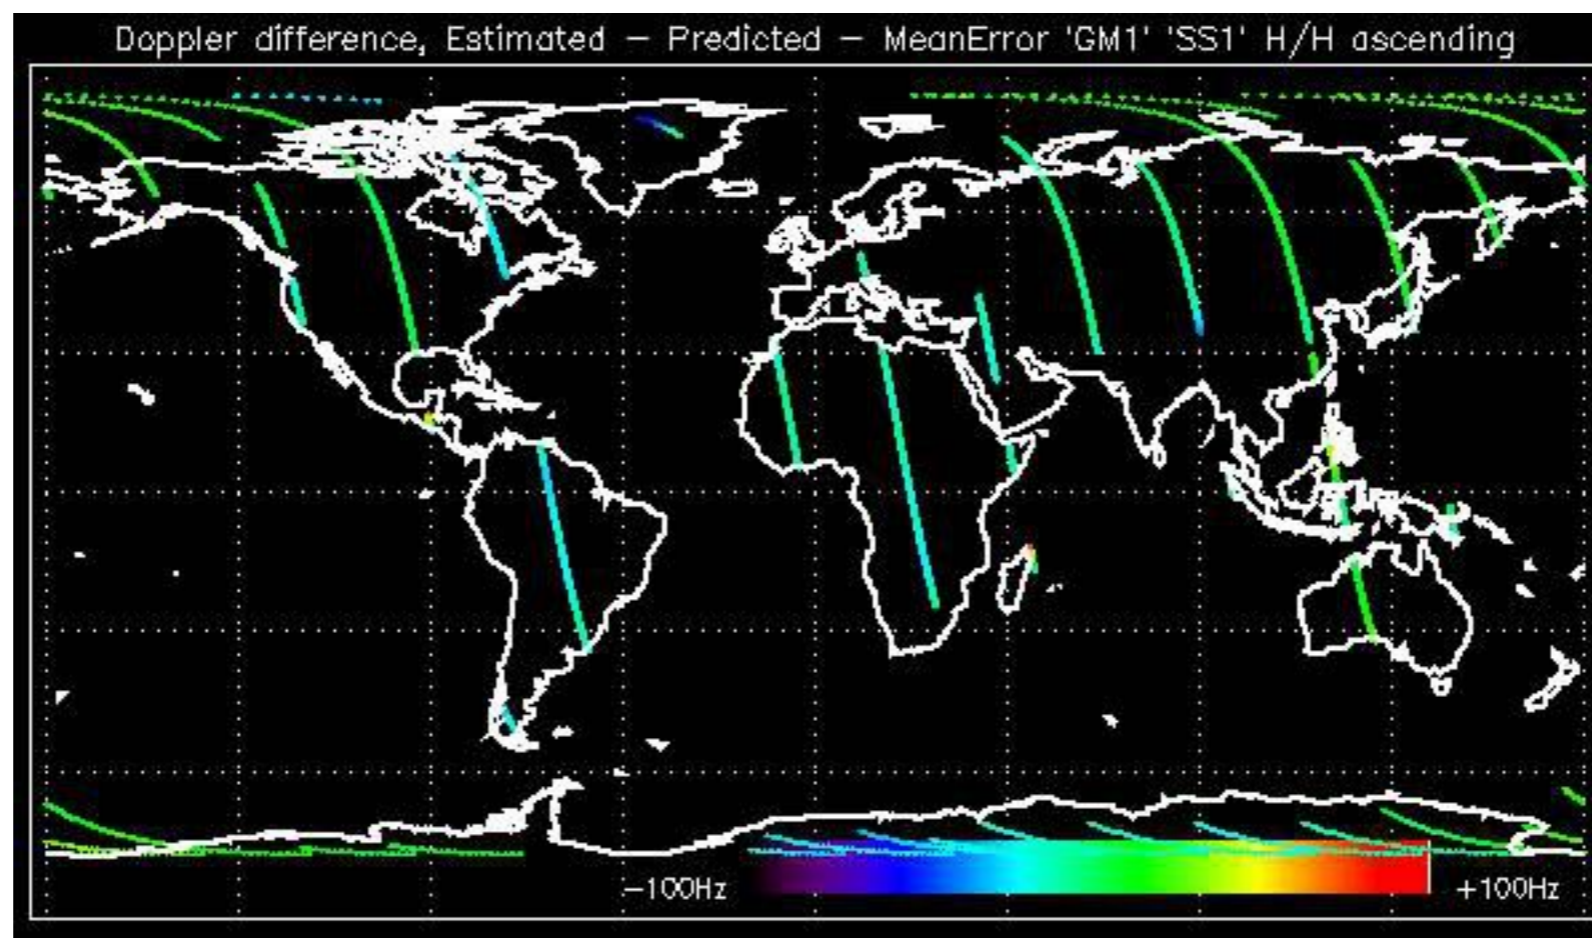 Doppler difference, Estimated – Predicted – MeanError 'GM1' 'SS1' H/H ascending
–100Hz +100Hz